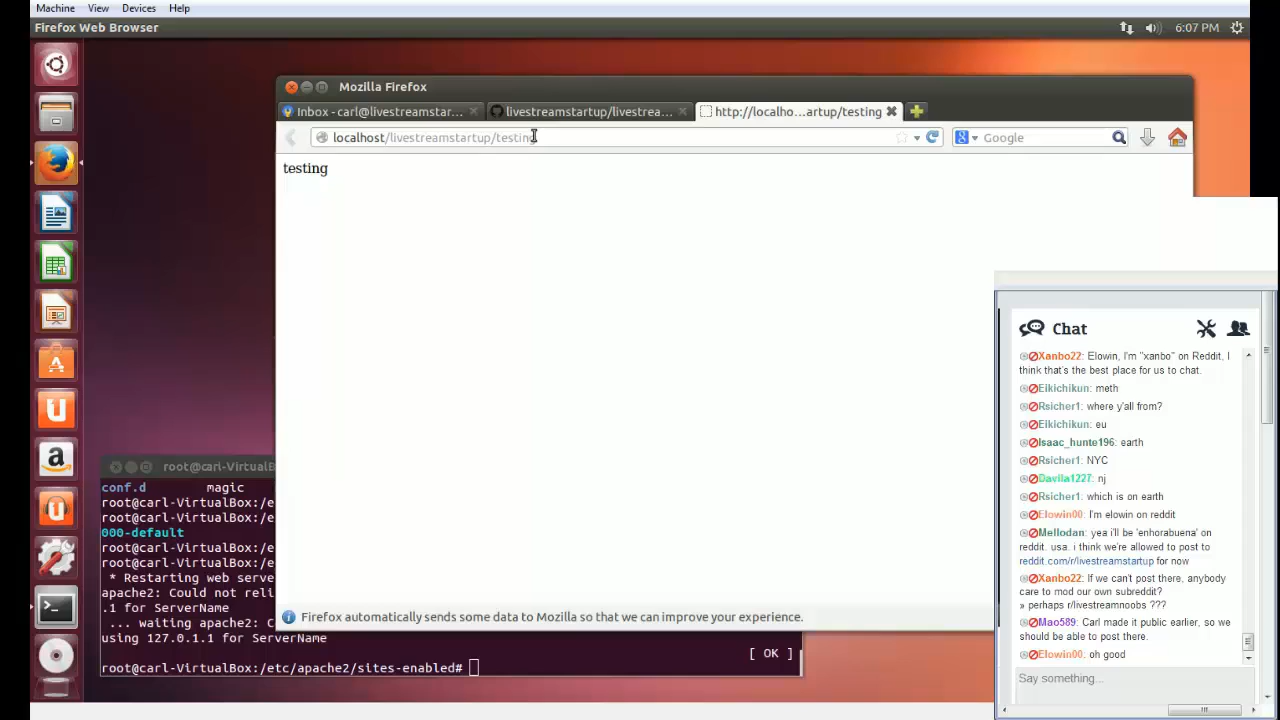 Machine View Devices Help
Firefox Web Browser
6:07 PM
Mozilla Firefox
Inbox - carl@livestreamstar...
livestreamstartup/livestrea...
http://localho...artup/testing
localhost/livestreamstartup/testing
Google
testing
root@carl-VirtualB
conf.d magic
root@carl-VirtualBox:/e
root@carl-VirtualBox:/e
000-default
root@carl-VirtualBox:/e
root@carl-VirtualBox:/e
* Restarting web serve
apache2: Could not reli
.1 for ServerName
... waiting apache2: C
using 127.0.1.1 for ServerName
[ OK ]
root@carl-VirtualBox:/etc/apache2/sites-enabled#
Firefox automatically sends some data to Mozilla so that we can improve your experience.
Chat
Xanbo22: Elowin, I'm "xanbo" on Reddit, I
think that's the best place for us to chat.
Eikichikun: meth
Rsicher1: where y'all from?
Eikichikun: eu
Isaac_hunte196: earth
Rsicher1: NYC
Davila1227: nj
Rsicher1: which is on earth
Elowin00: I'm elowin on reddit
Mellodan: yea i'll be 'enhorabuena' on
reddit. usa. i think we're allowed to post to
reddit.com/r/livestreamstartup for now
Xanbo22: If we can't post there, anybody
care to mod our own subreddit?
» perhaps r/livestreamnoobs ???
Mao589: Carl made it public earlier, so we
should be able to post there.
Elowin00: oh good
Say something...